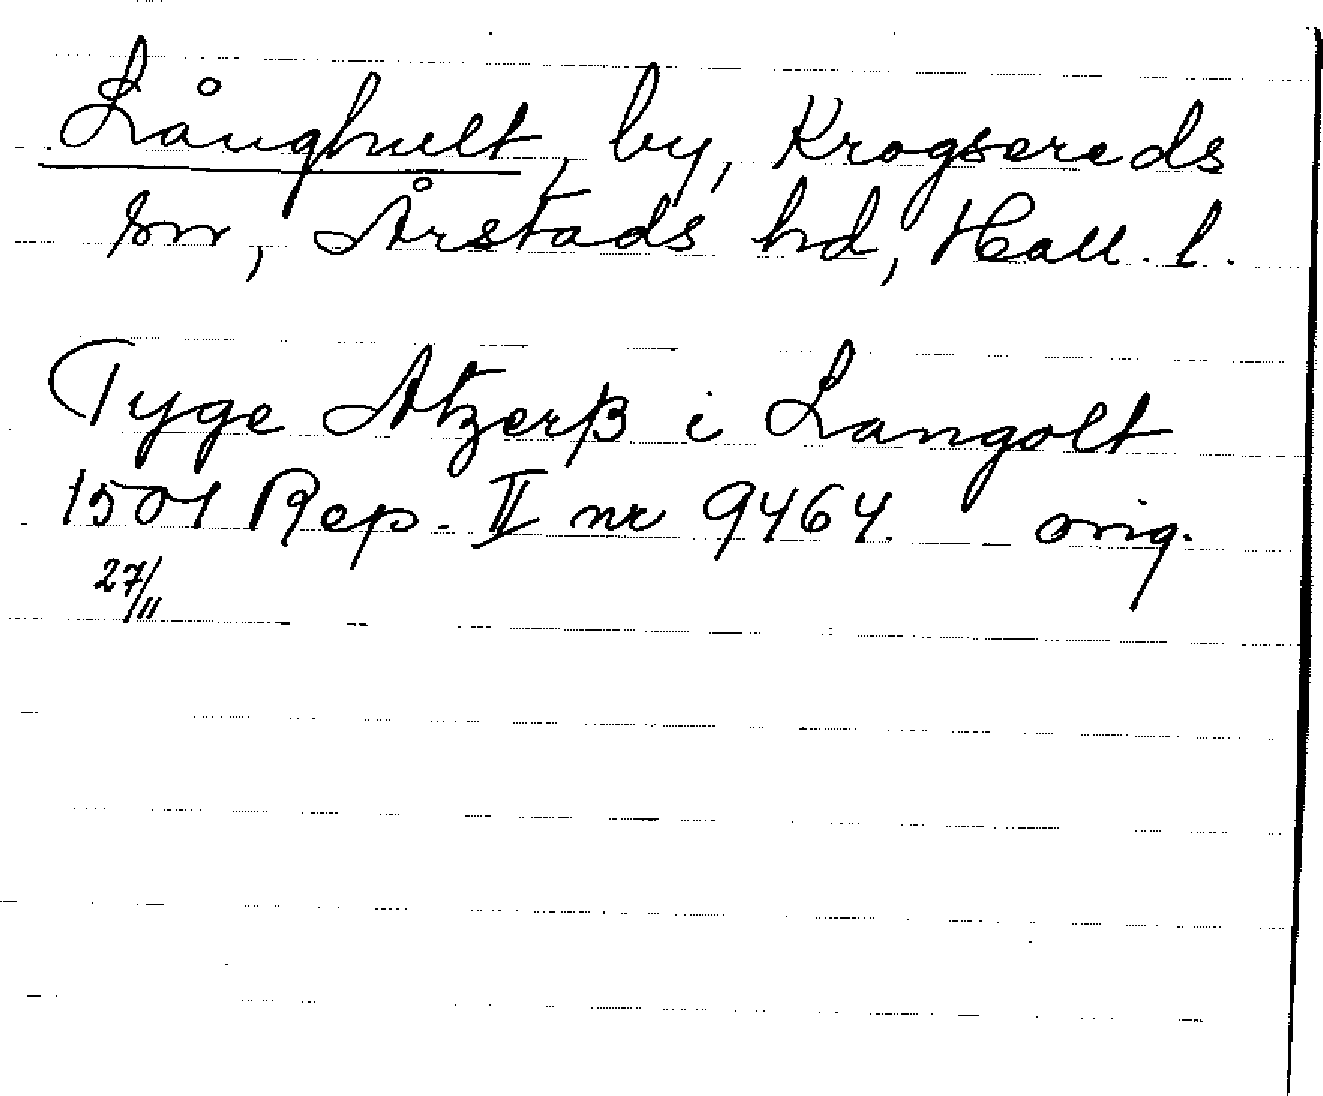 Långhult, by, Krogsereds
sn, Årstads hd, Hall. l.
Tyge Atzerß i Langolt
1501 Rep. II nr 9464. orig.
27/11